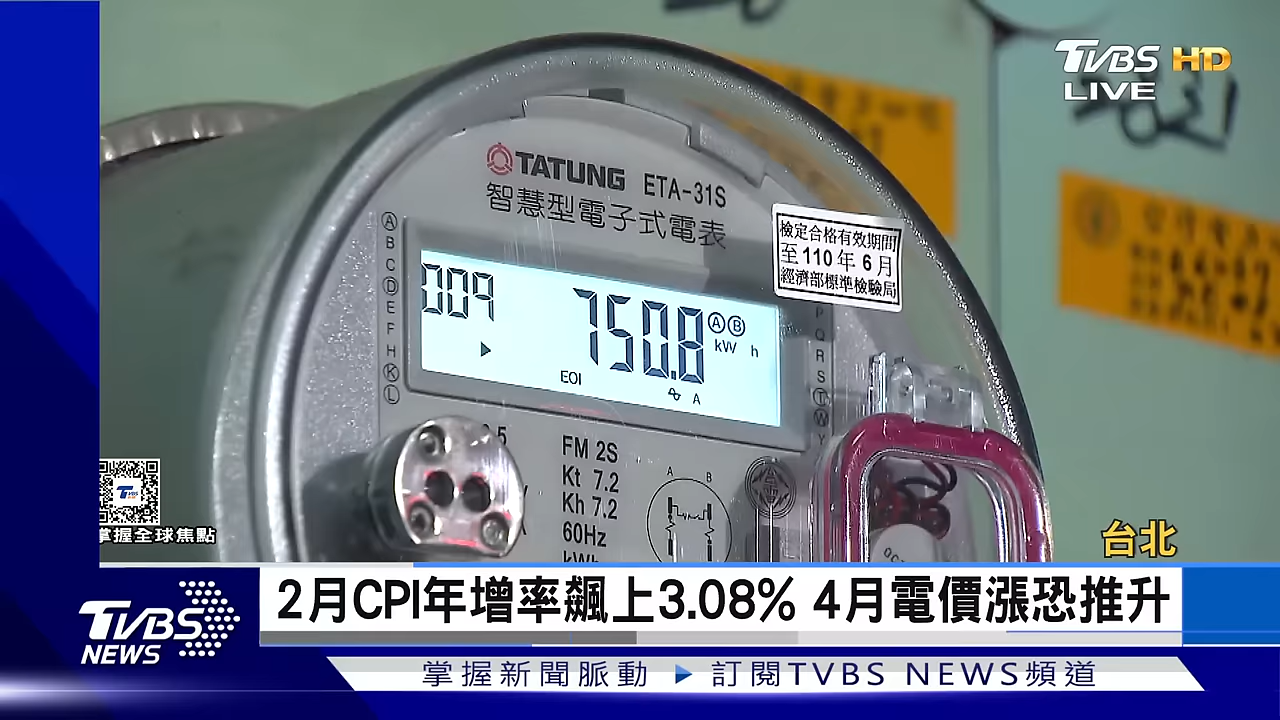 TVBS HD
LIVE
TATUNG ETA-31S
智慧型電子式電表
檢定合格有效期間
至110年6月
經濟部標準檢驗局
A
B
C
D
E
F
H
K
L
009
750.8
A B
kW h
EOI
A
P
Q
R
S
T
W
Y
FM 2S
Kt 7.2
Kh 7.2
60Hz
kWh
A B
掌握全球焦點
台北
2月CPI年增率飆上3.08% 4月電價漲恐推升
TVBS
NEWS
掌握新聞脈動 ▶ 訂閱TVBS NEWS頻道